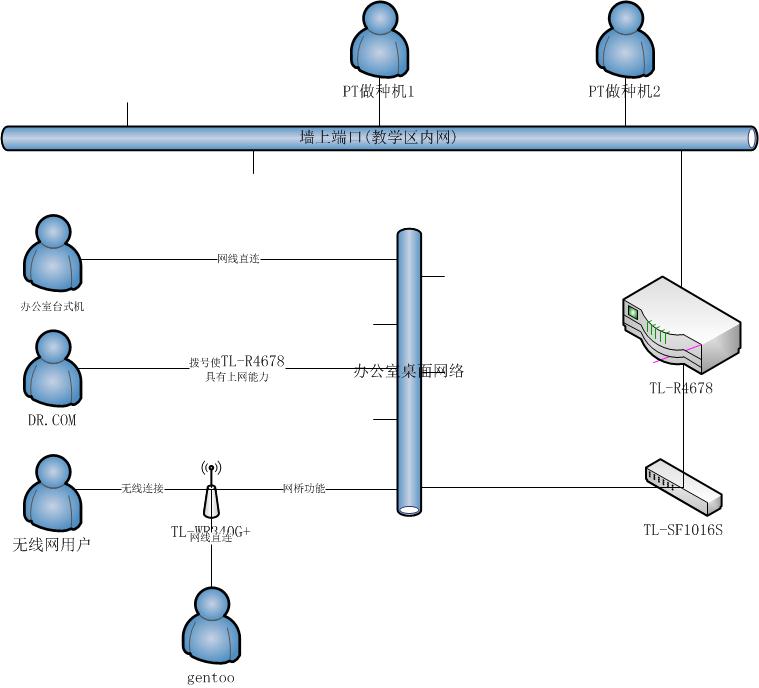 PT做种机1
PT做种机2
墙上端口(教学区内网)
网线直连
办公室台式机
拨号使TL-R4678
具有上网能力
办公室桌面网络
TL-R4678
DR.COM
无线连接
网桥功能
TL-WR340G+
网线直连
无线网用户
TL-SF1016S
gentoo